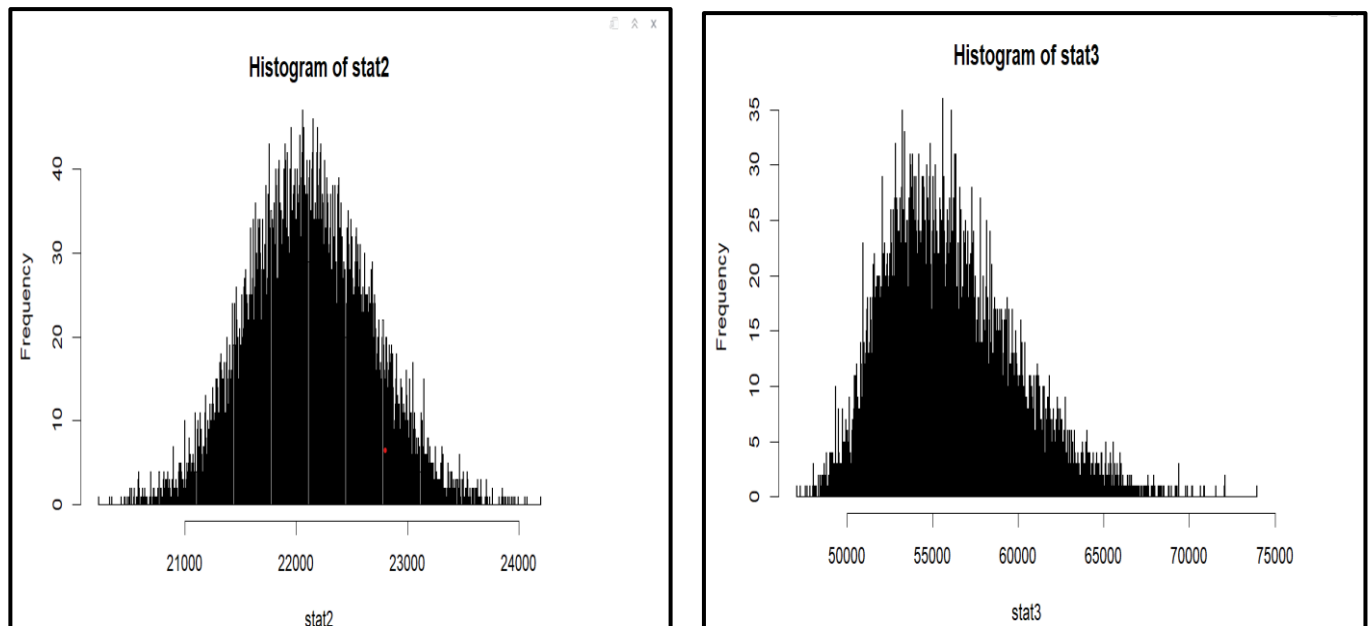 Histogram of stat2
Frequency
40
30
20
10
0
21000 22000 23000 24000
stat2
Histogram of stat3
Frequency
35
30
25
20
15
10
5
0
50000 55000 60000 65000 70000 75000
stat3